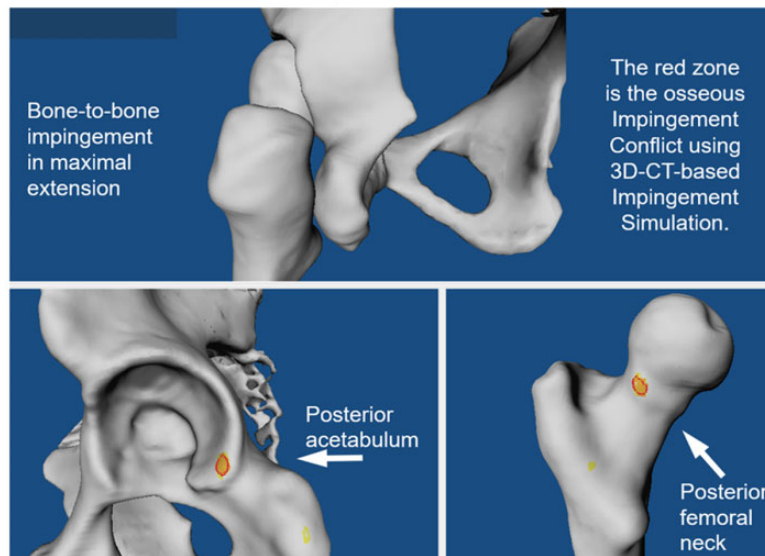 Bone-to-bone
impingement
in maximal
extension
The red zone
is the osseous
Impingement
Conflict using
3D-CT-based
Impingement
Simulation.
Posterior
acetabulum
Posterior
femoral
neck